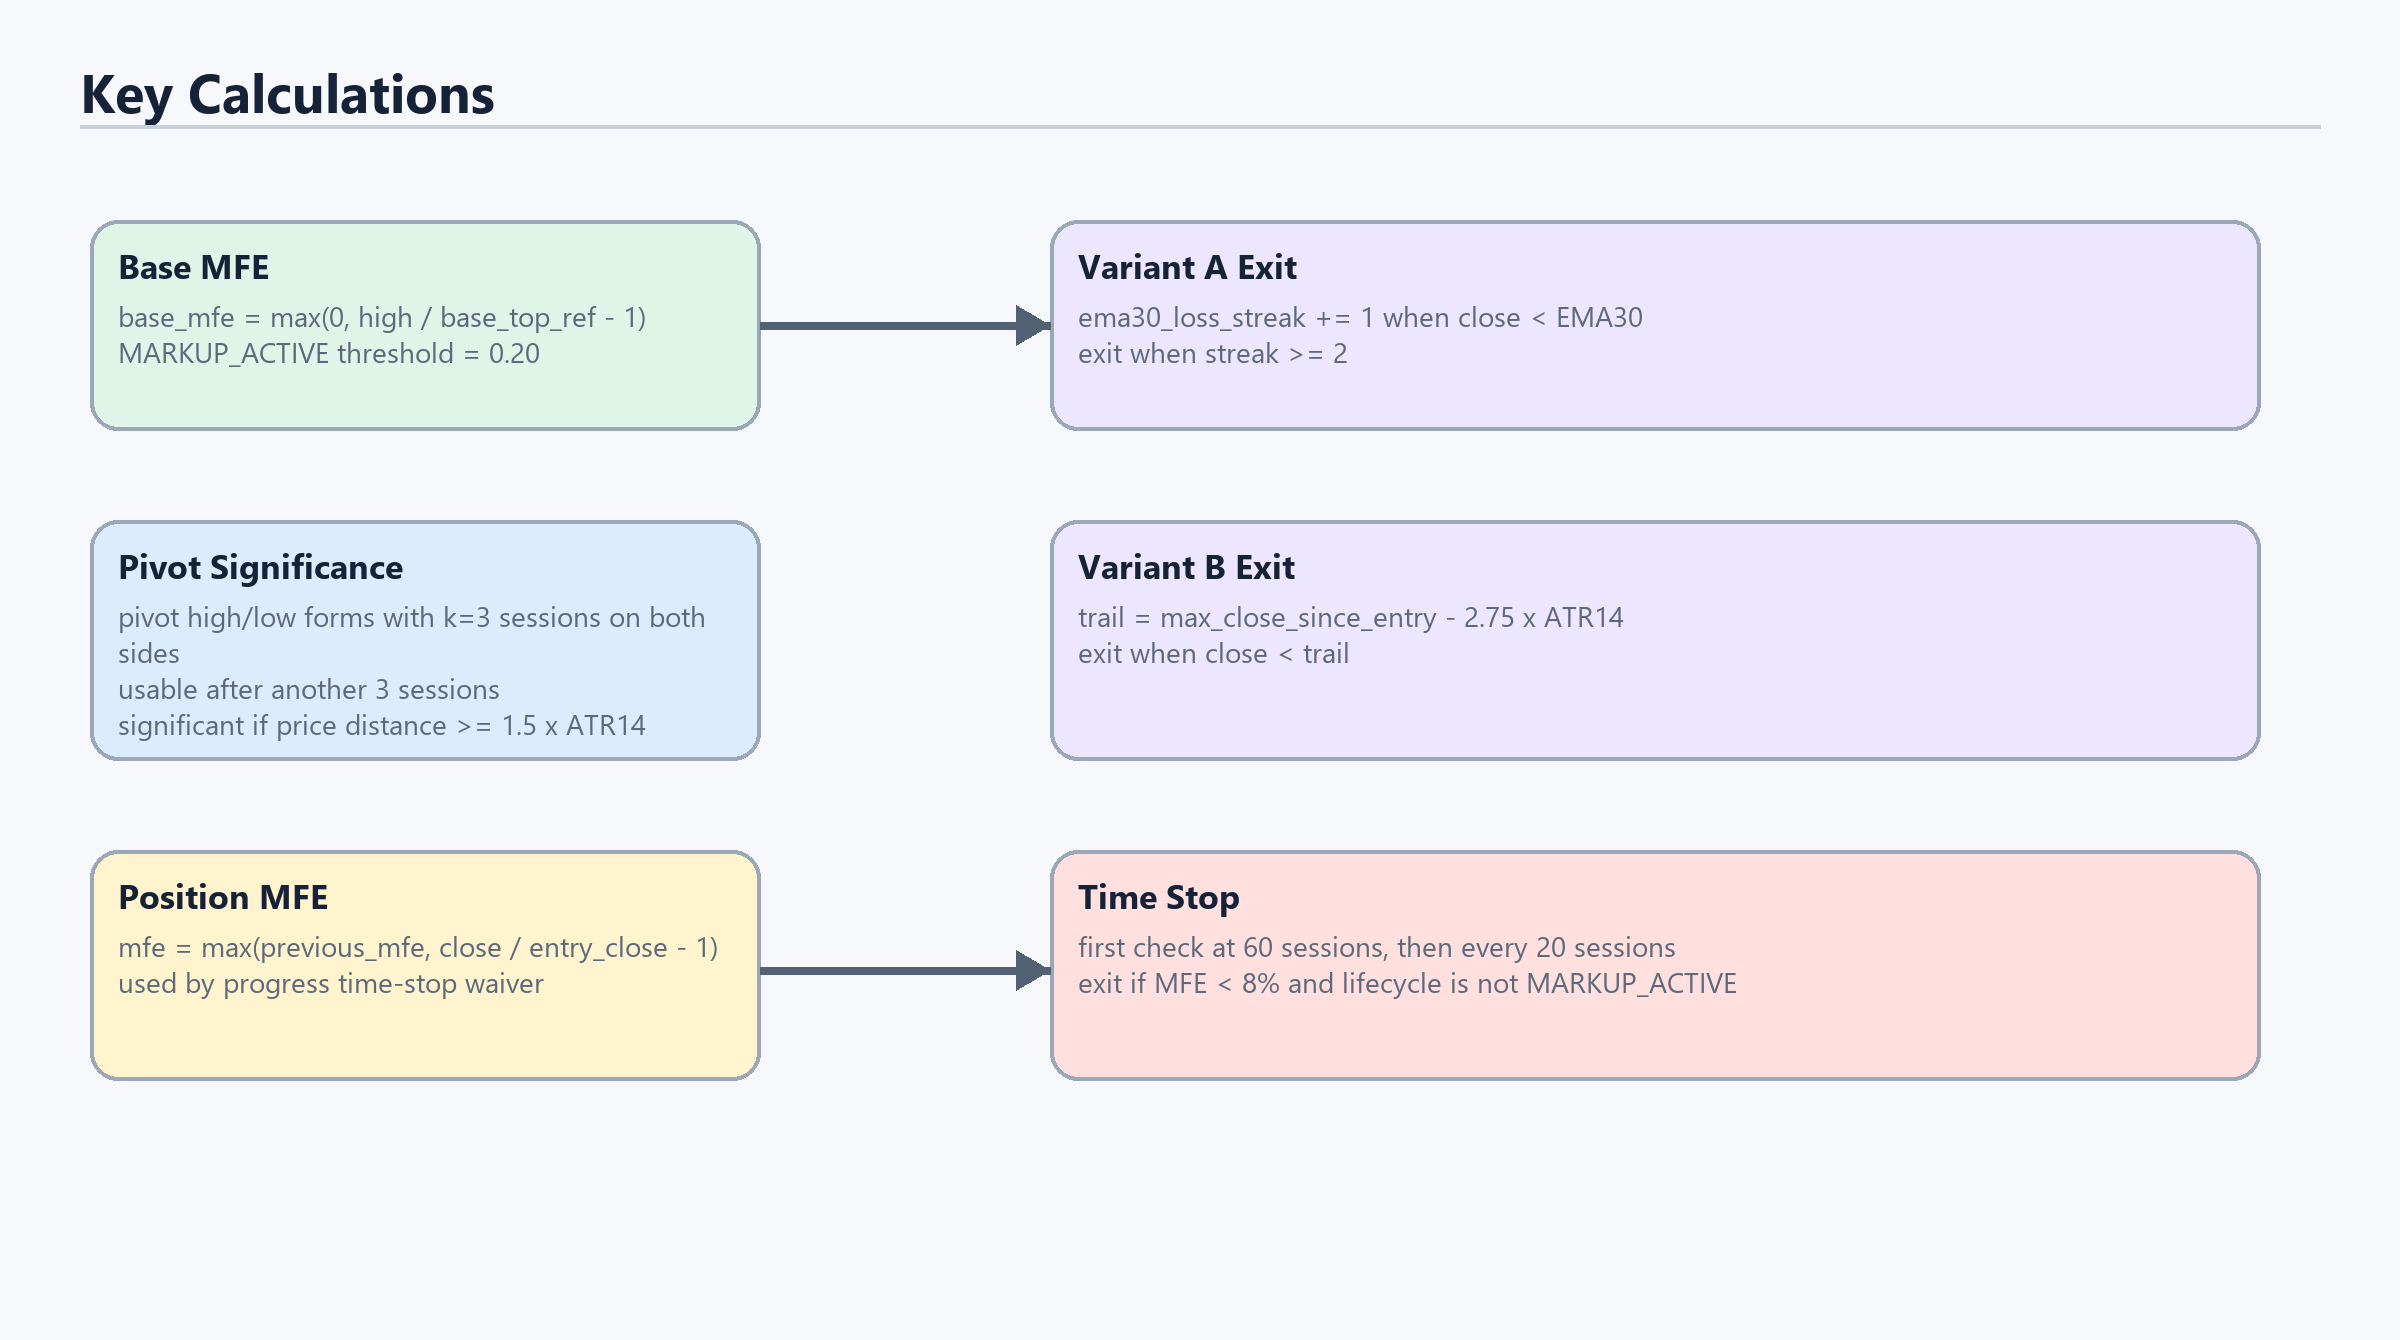 Key Calculations
Base MFE
base_mfe = max(0, high / base_top_ref - 1)
MARKUP_ACTIVE threshold = 0.20
Variant A Exit
ema30_loss_streak += 1 when close < EMA30
exit when streak >= 2
Pivot Significance
pivot high/low forms with k=3 sessions on both
sides
usable after another 3 sessions
significant if price distance >= 1.5 x ATR14
Variant B Exit
trail = max_close_since_entry - 2.75 x ATR14
exit when close < trail
Position MFE
mfe = max(previous_mfe, close / entry_close - 1)
used by progress time-stop waiver
Time Stop
first check at 60 sessions, then every 20 sessions
exit if MFE < 8% and lifecycle is not MARKUP_ACTIVE